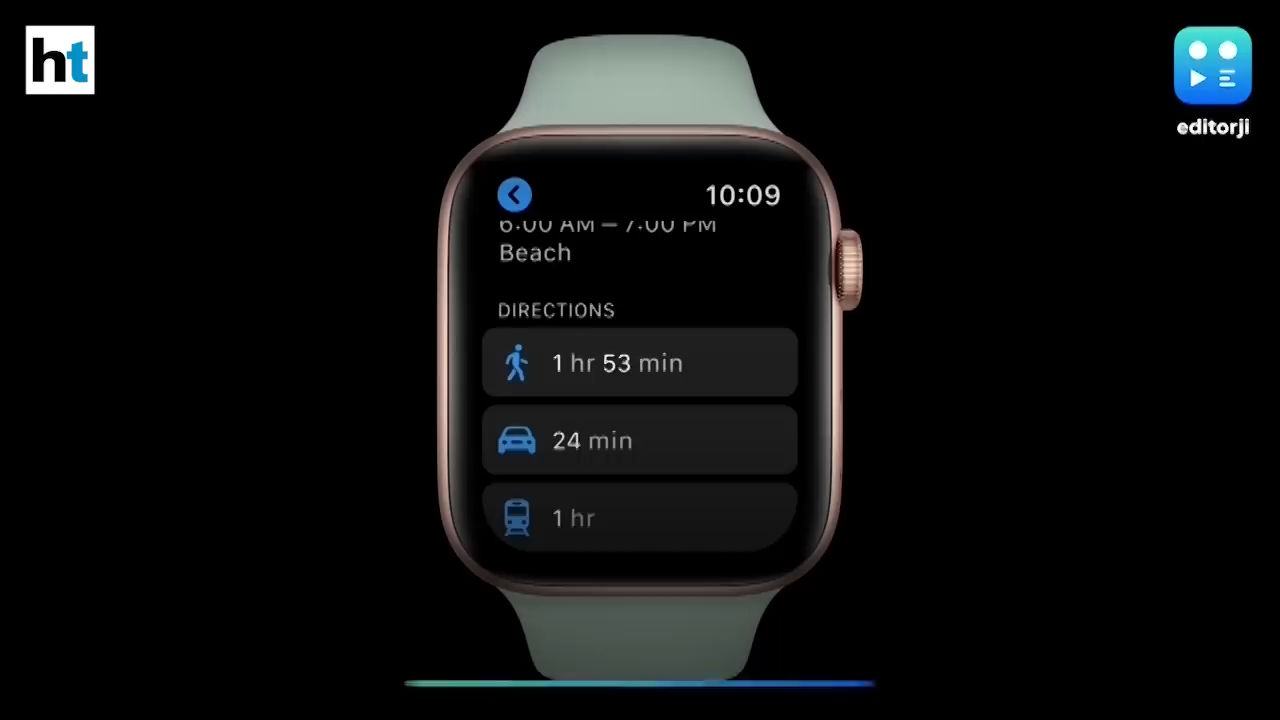 ht
editorji
10:09
6:00 AM – 7:00 PM
Beach
DIRECTIONS
1 hr 53 min
24 min
1 hr